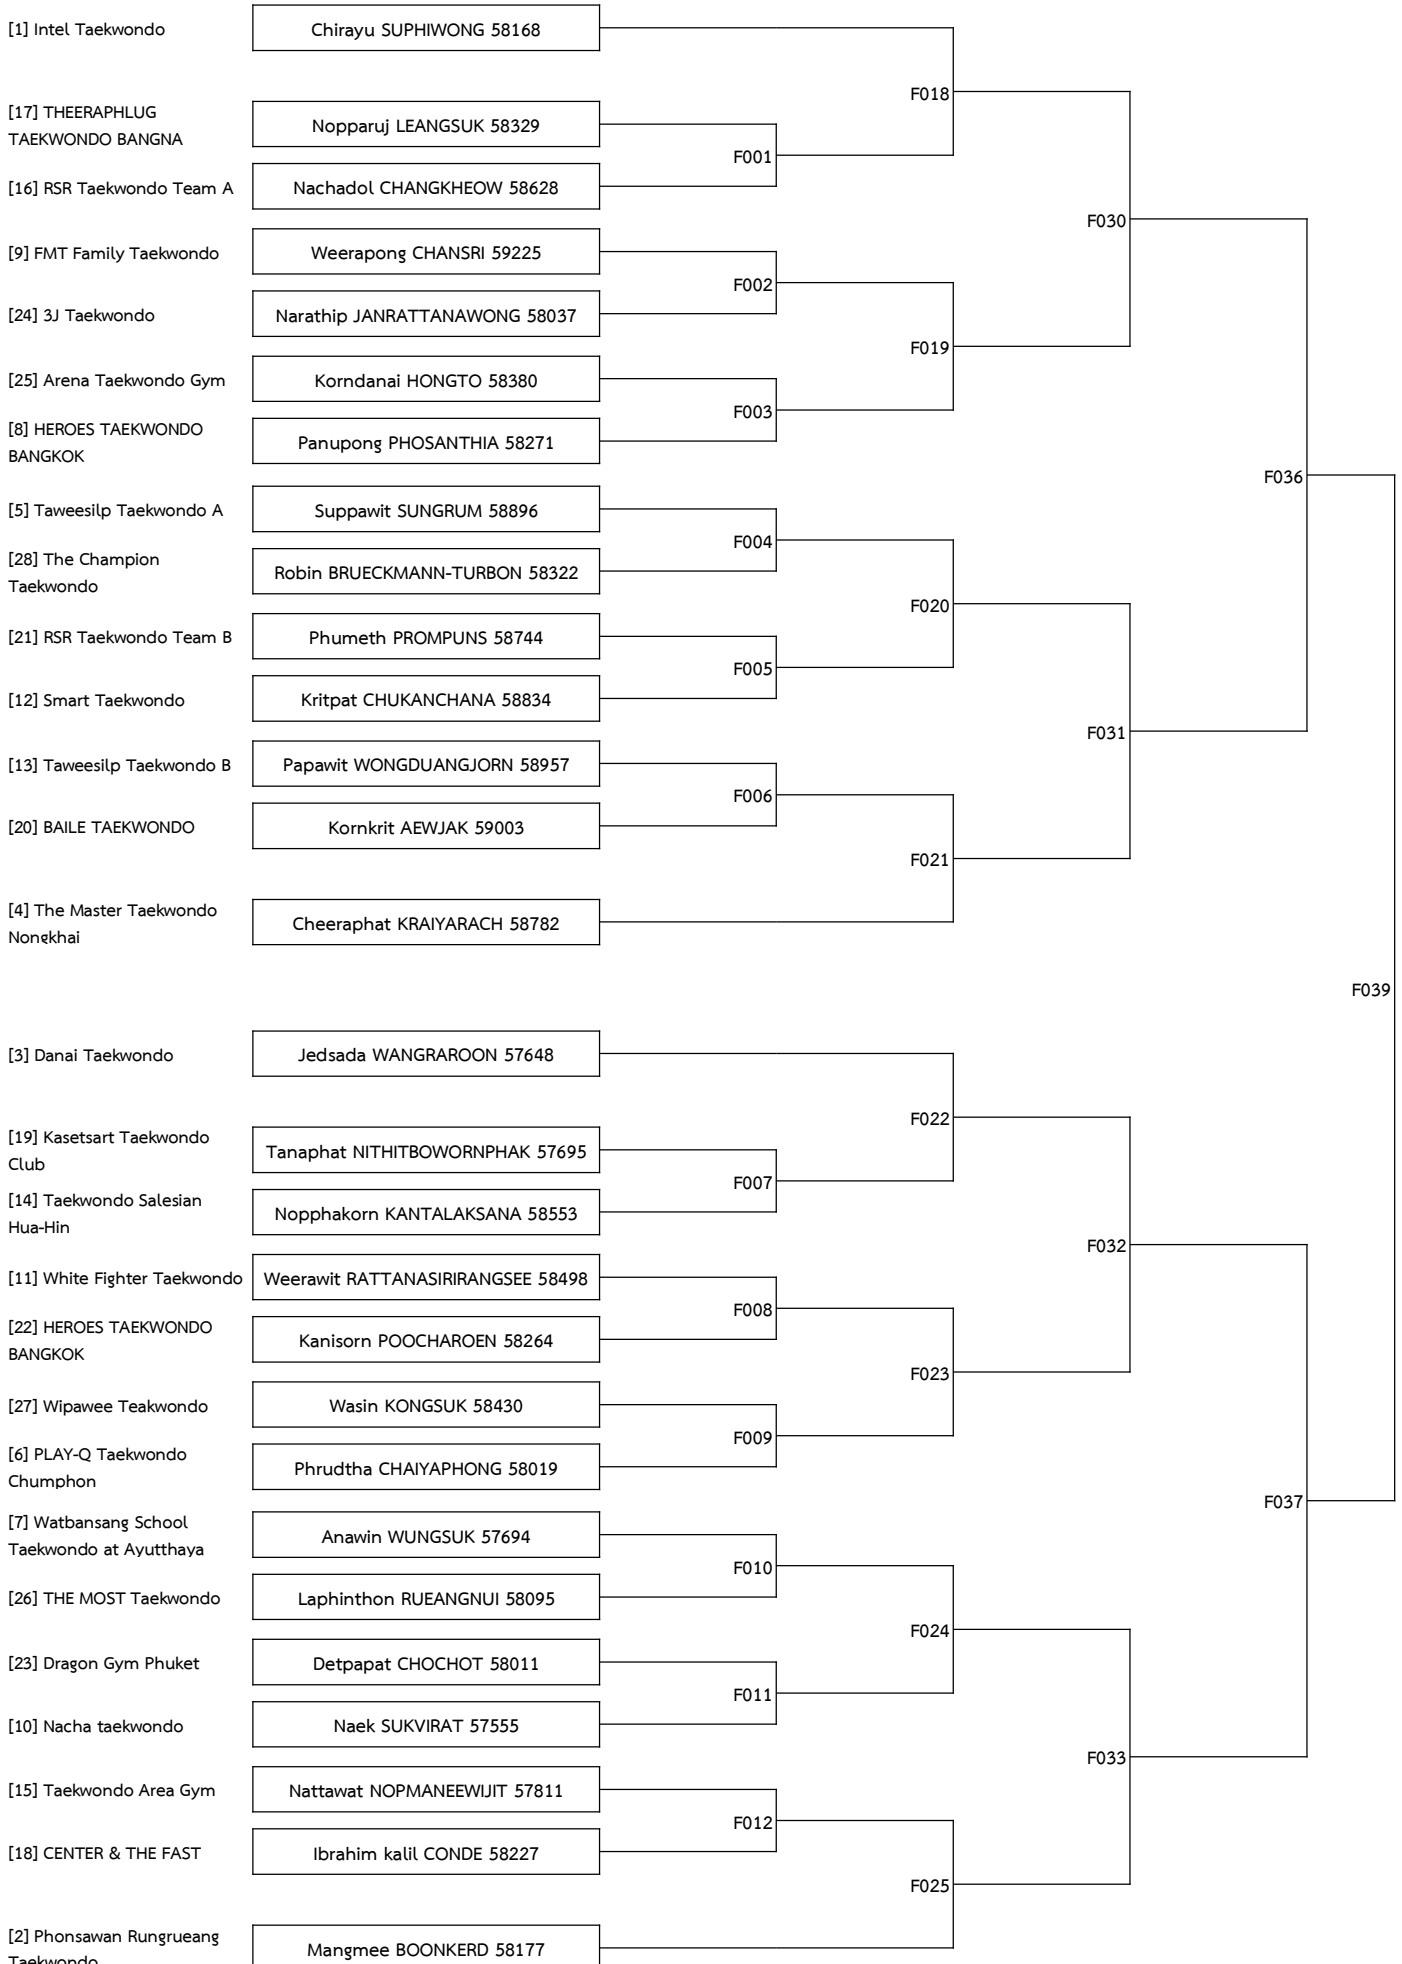 [1] Intel Taekwondo
Chirayu SUPHIWONG 58168
F018
[17] THEERAPHLUG
TAEKWONDO BANGNA
Nopparuj LEANGSUK 58329
F001
[16] RSR Taekwondo Team A
Nachadol CHANGKHEOW 58628
F030
[9] FMT Family Taekwondo
Weerapong CHANSRI 59225
F002
[24] 3J Taekwondo
Narathip JANRATTANAWONG 58037
F019
[25] Arena Taekwondo Gym
Korndanai HONGTO 58380
F003
[8] HEROES TAEKWONDO
BANGKOK
Panupong PHOSANTHIA 58271
F036
[5] Taweesilp Taekwondo A
Suppawit SUNGRUM 58896
F004
[28] The Champion
Taekwondo
Robin BRUECKMANN-TURBON 58322
F020
[21] RSR Taekwondo Team B
Phumeth PROMPUNS 58744
F005
[12] Smart Taekwondo
Kritpat CHUKANCHANA 58834
F031
[13] Taweesilp Taekwondo B
Papawit WONGDUANGJORN 58957
F006
[20] BAILE TAEKWONDO
Kornkrit AEWJAK 59003
F021
[4] The Master Taekwondo
Nongkhai
Cheeraphat KRAIYARACH 58782
F039
[3] Danai Taekwondo
Jedsada WANGRAROON 57648
F022
[19] Kasetsart Taekwondo
Club
Tanaphat NITHITBOWORNPHAK 57695
F007
[14] Taekwondo Salesian
Hua-Hin
Nopphakorn KANTALAKSANA 58553
F032
[11] White Fighter Taekwondo
Weerawit RATTANASIRIRANGSEE 58498
F008
[22] HEROES TAEKWONDO
BANGKOK
Kanisorn POOCHAROEN 58264
F023
[27] Wipawee Teakwondo
Wasin KONGSUK 58430
F009
[6] PLAY-Q Taekwondo
Chumphon
Phrudtha CHAIYAPHONG 58019
F037
[7] Watbansang School
Taekwondo at Ayutthaya
Anawin WUNGSUK 57694
F010
[26] THE MOST Taekwondo
Laphinthon RUEANGNUI 58095
F024
[23] Dragon Gym Phuket
Detpapat CHOCHOT 58011
F011
[10] Nacha taekwondo
Naek SUKVIRAT 57555
F033
[15] Taekwondo Area Gym
Nattawat NOPMANEEWIJIT 57811
F012
[18] CENTER & THE FAST
Ibrahim kalil CONDE 58227
F025
[2] Phonsawan Rungrueang
Taekwondo
Mangmee BOONKERD 58177